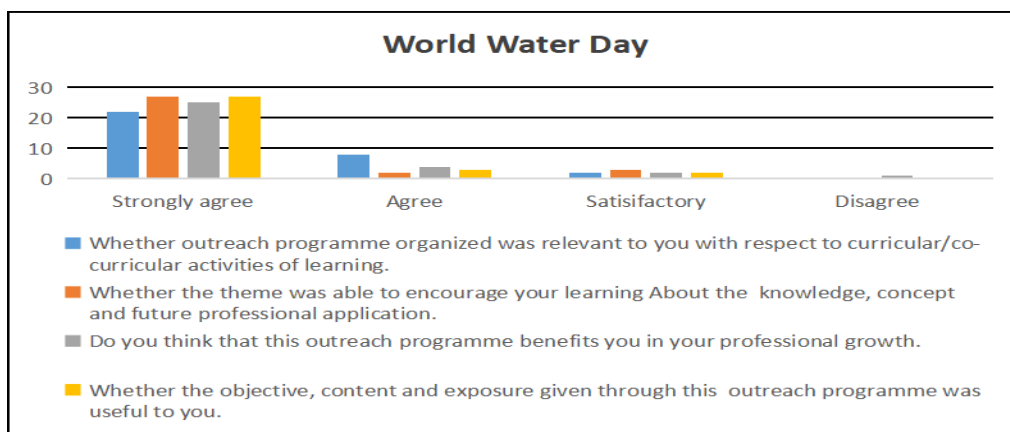 World Water Day
30
20
10
0
Strongly agree Agree Satisifactory Disagree
Whether outreach programme organized was relevant to you with respect to curricular/co-
curricular activities of learning.
Whether the theme was able to encourage your learning About the knowledge, concept
and future professional application.
Do you think that this outreach programme benefits you in your professional growth.
Whether the objective, content and exposure given through this outreach programme was
useful to you.